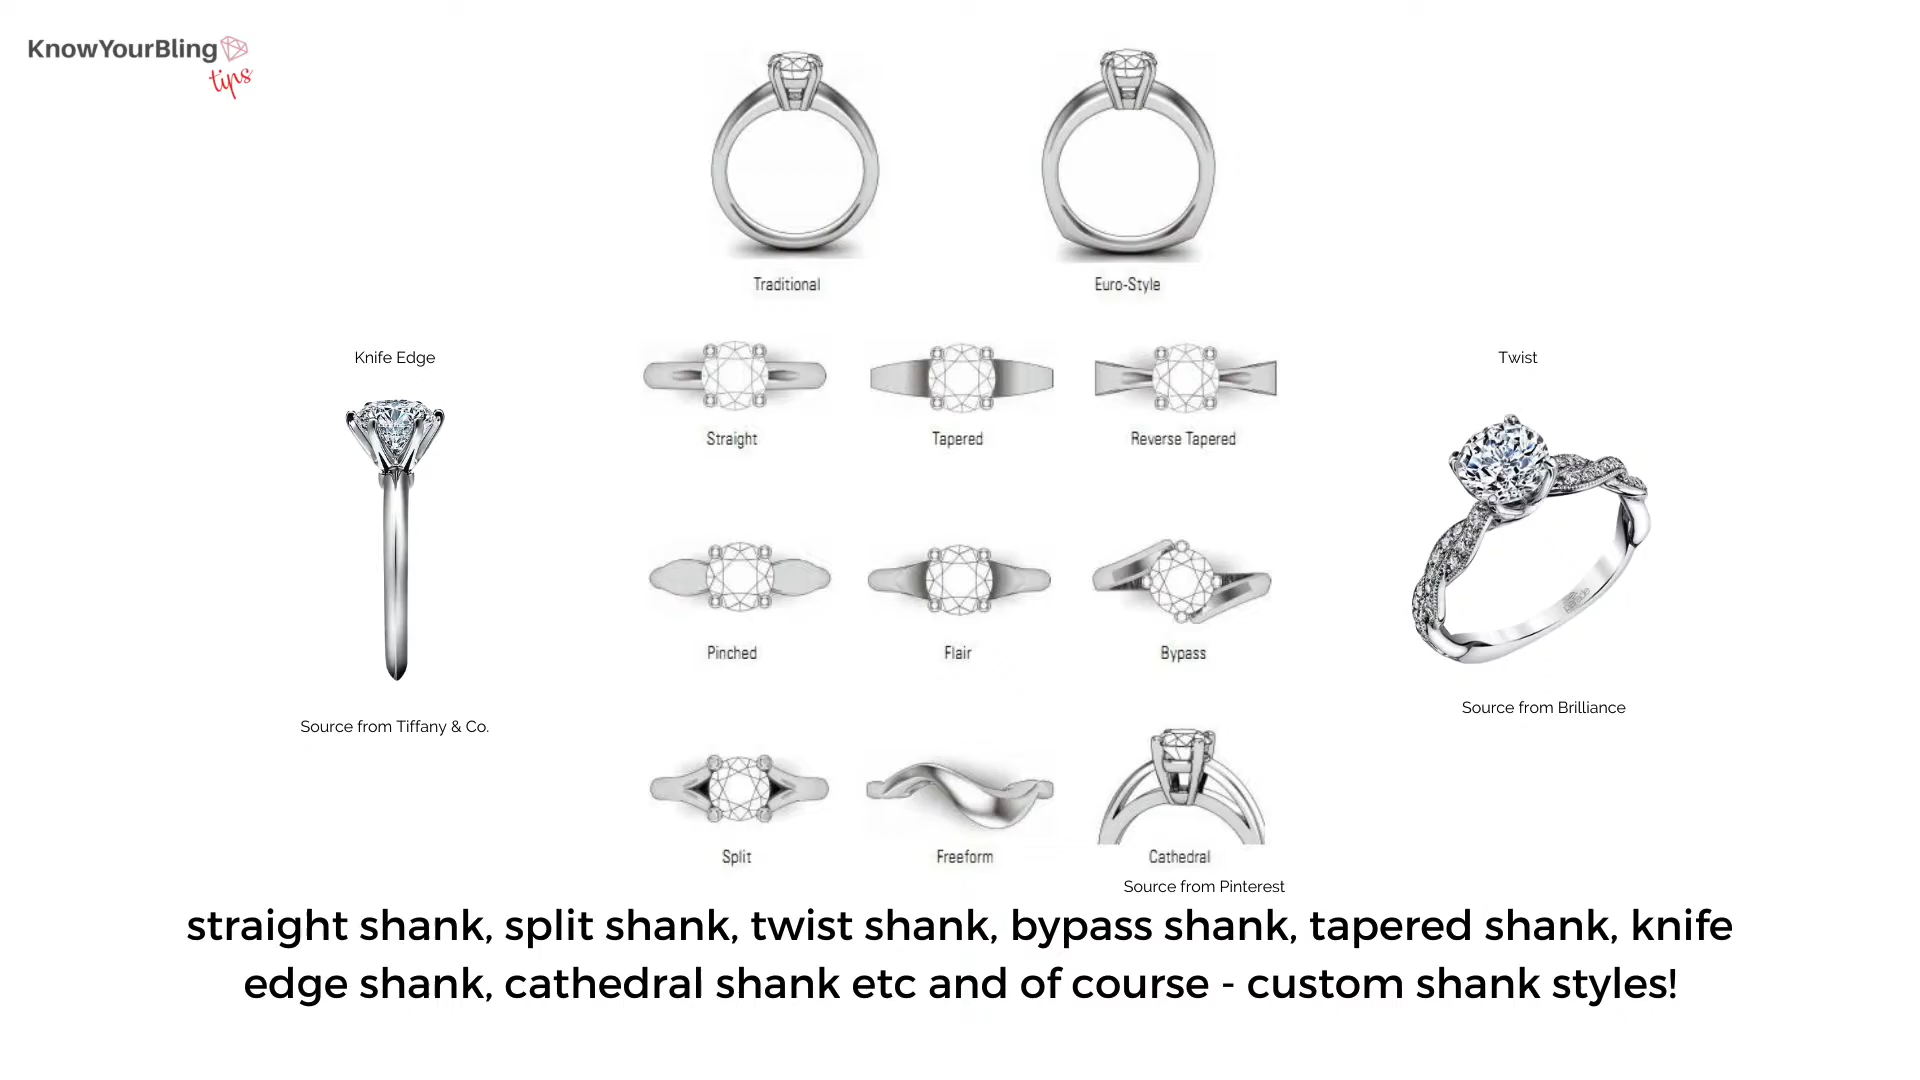 KnowYourBling
tips
Traditional
Euro-Style
Knife Edge
Twist
Straight
Tapered
Reverse Tapered
Pinched
Flair
Bypass
Source from Tiffany & Co.
Source from Brilliance
Split
Freeform
Cathedral
Source from Pinterest
straight shank, split shank, twist shank, bypass shank, tapered shank, knife
edge shank, cathedral shank etc and of course - custom shank styles!